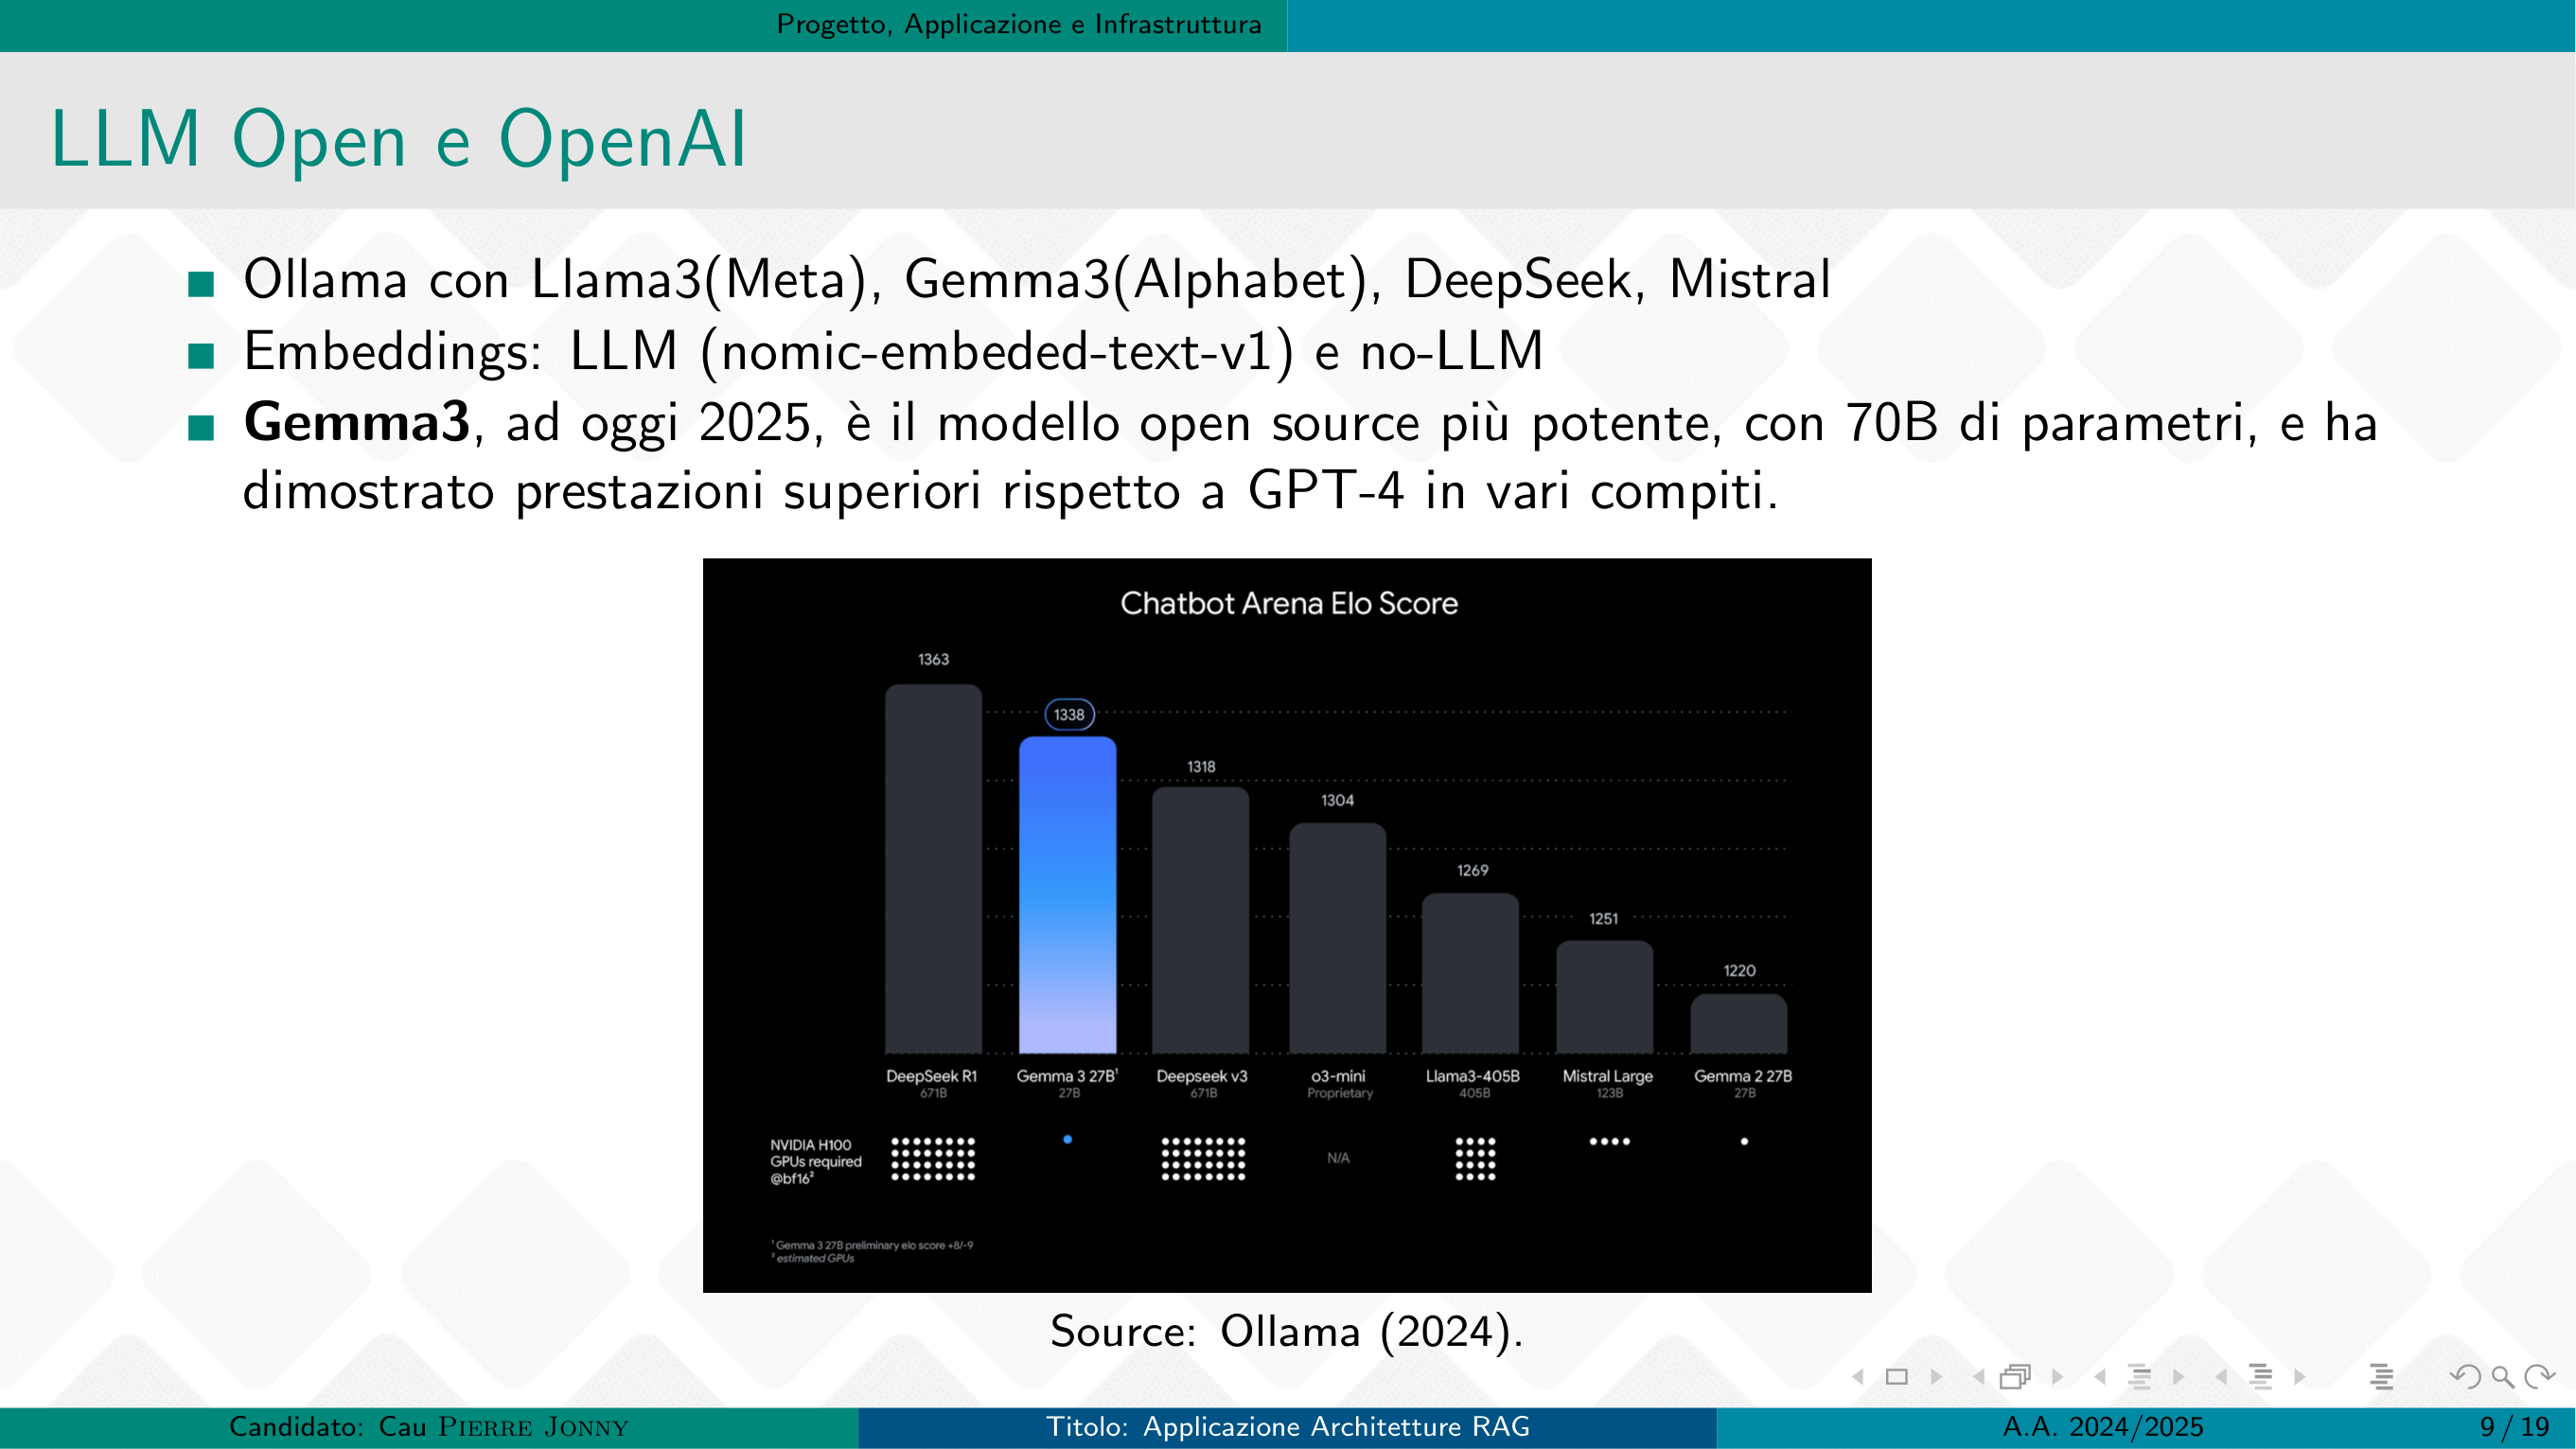 Progetto, Applicazione e Infrastruttura
LLM Open e OpenAI
Ollama con Llama3(Meta), Gemma3(Alphabet), DeepSeek, Mistral
Embeddings: LLM (nomic-embeded-text-v1) e no-LLM
Gemma3, ad oggi 2025, è il modello open source più potente, con 70B di parametri, e ha
dimostrato prestazioni superiori rispetto a GPT-4 in vari compiti.
Chatbot Arena Elo Score
1363
1338
1318
1304
1269
1251
1220
DeepSeek R1
671B
Gemma 3 27B¹
27B
Deepseek v3
671B
o3-mini
Proprietary
Llama3-405B
405B
Mistral Large
123B
Gemma 2 27B
27B
NVIDIA H100
GPUs required
@bf16²
N/A
¹ Gemma 3 27B preliminary elo score +8/-9
² estimated GPUs
Source: Ollama (2024).
Candidato: Cau Pierre Jonny
Titolo: Applicazione Architetture RAG
A.A. 2024/2025
9 / 19